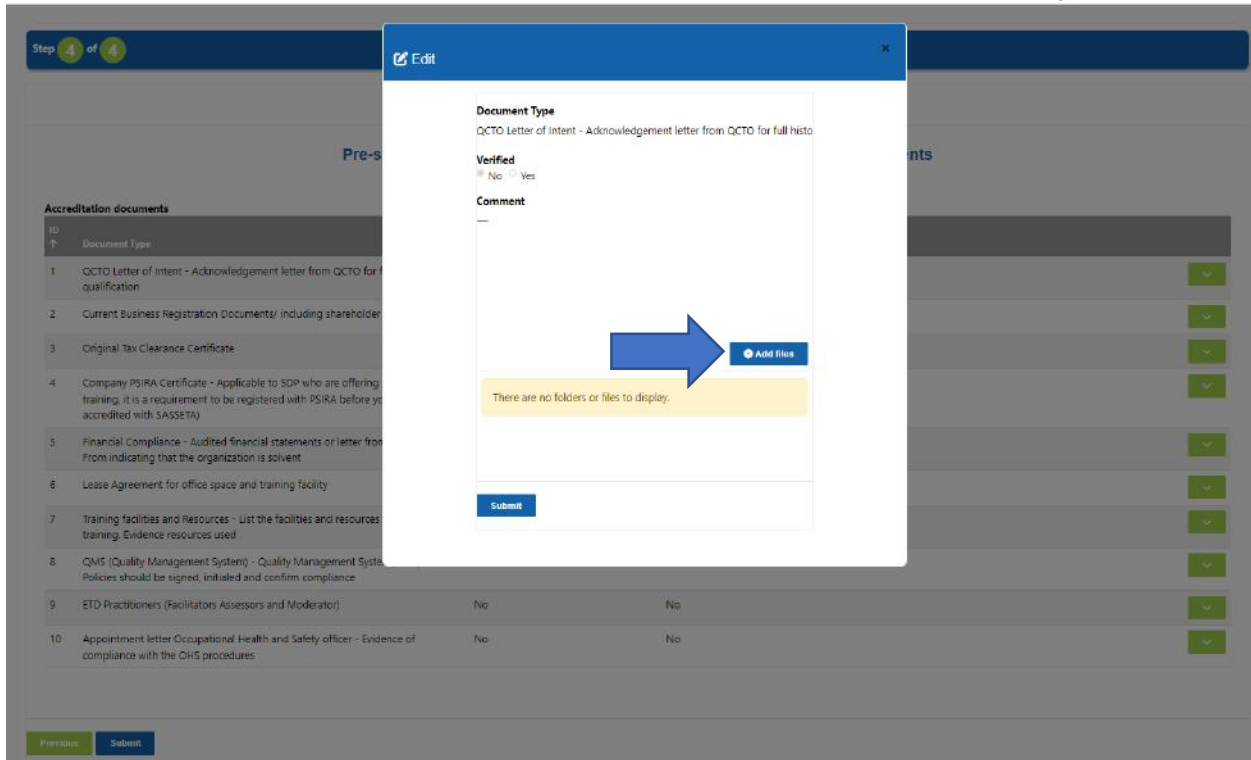 Step 4 of 4
Edit
×
Document Type
QCTO Letter of Intent - Acknowledgement letter from QCTO for full histo
Verified
No Yes
Comment
—
Add files
There are no folders or files to display.
Submit
Pre-s
nts
Accreditation documents
ID
↑ Document Type
1 QCTO Letter of Intent - Acknowledgement letter from QCTO for f
qualification
2 Current Business Registration Documents/ including shareholder
3 Original Tax Clearance Certificate
4 Company PSIRA Certificate - Applicable to SDP who are offering
training, it is a requirement to be registered with PSIRA before yo
accredited with SASSETA)
5 Financial Compliance - Audited financial statements or letter from
From indicating that the organization is solvent
6 Lease Agreement for office space and training facility
7 Training facilities and Resources - List the facilities and resources
training. Evidence resources used
8 QMS (Quality Management System) - Quality Management Syste
Policies should be signed, initialed and confirm compliance
9 ETD Practitioners (Facilitators Assessors and Moderator) No No
10 Appointment letter Occupational Health and Safety officer - Evidence of No No
compliance with the OHS procedures
Previous Submit